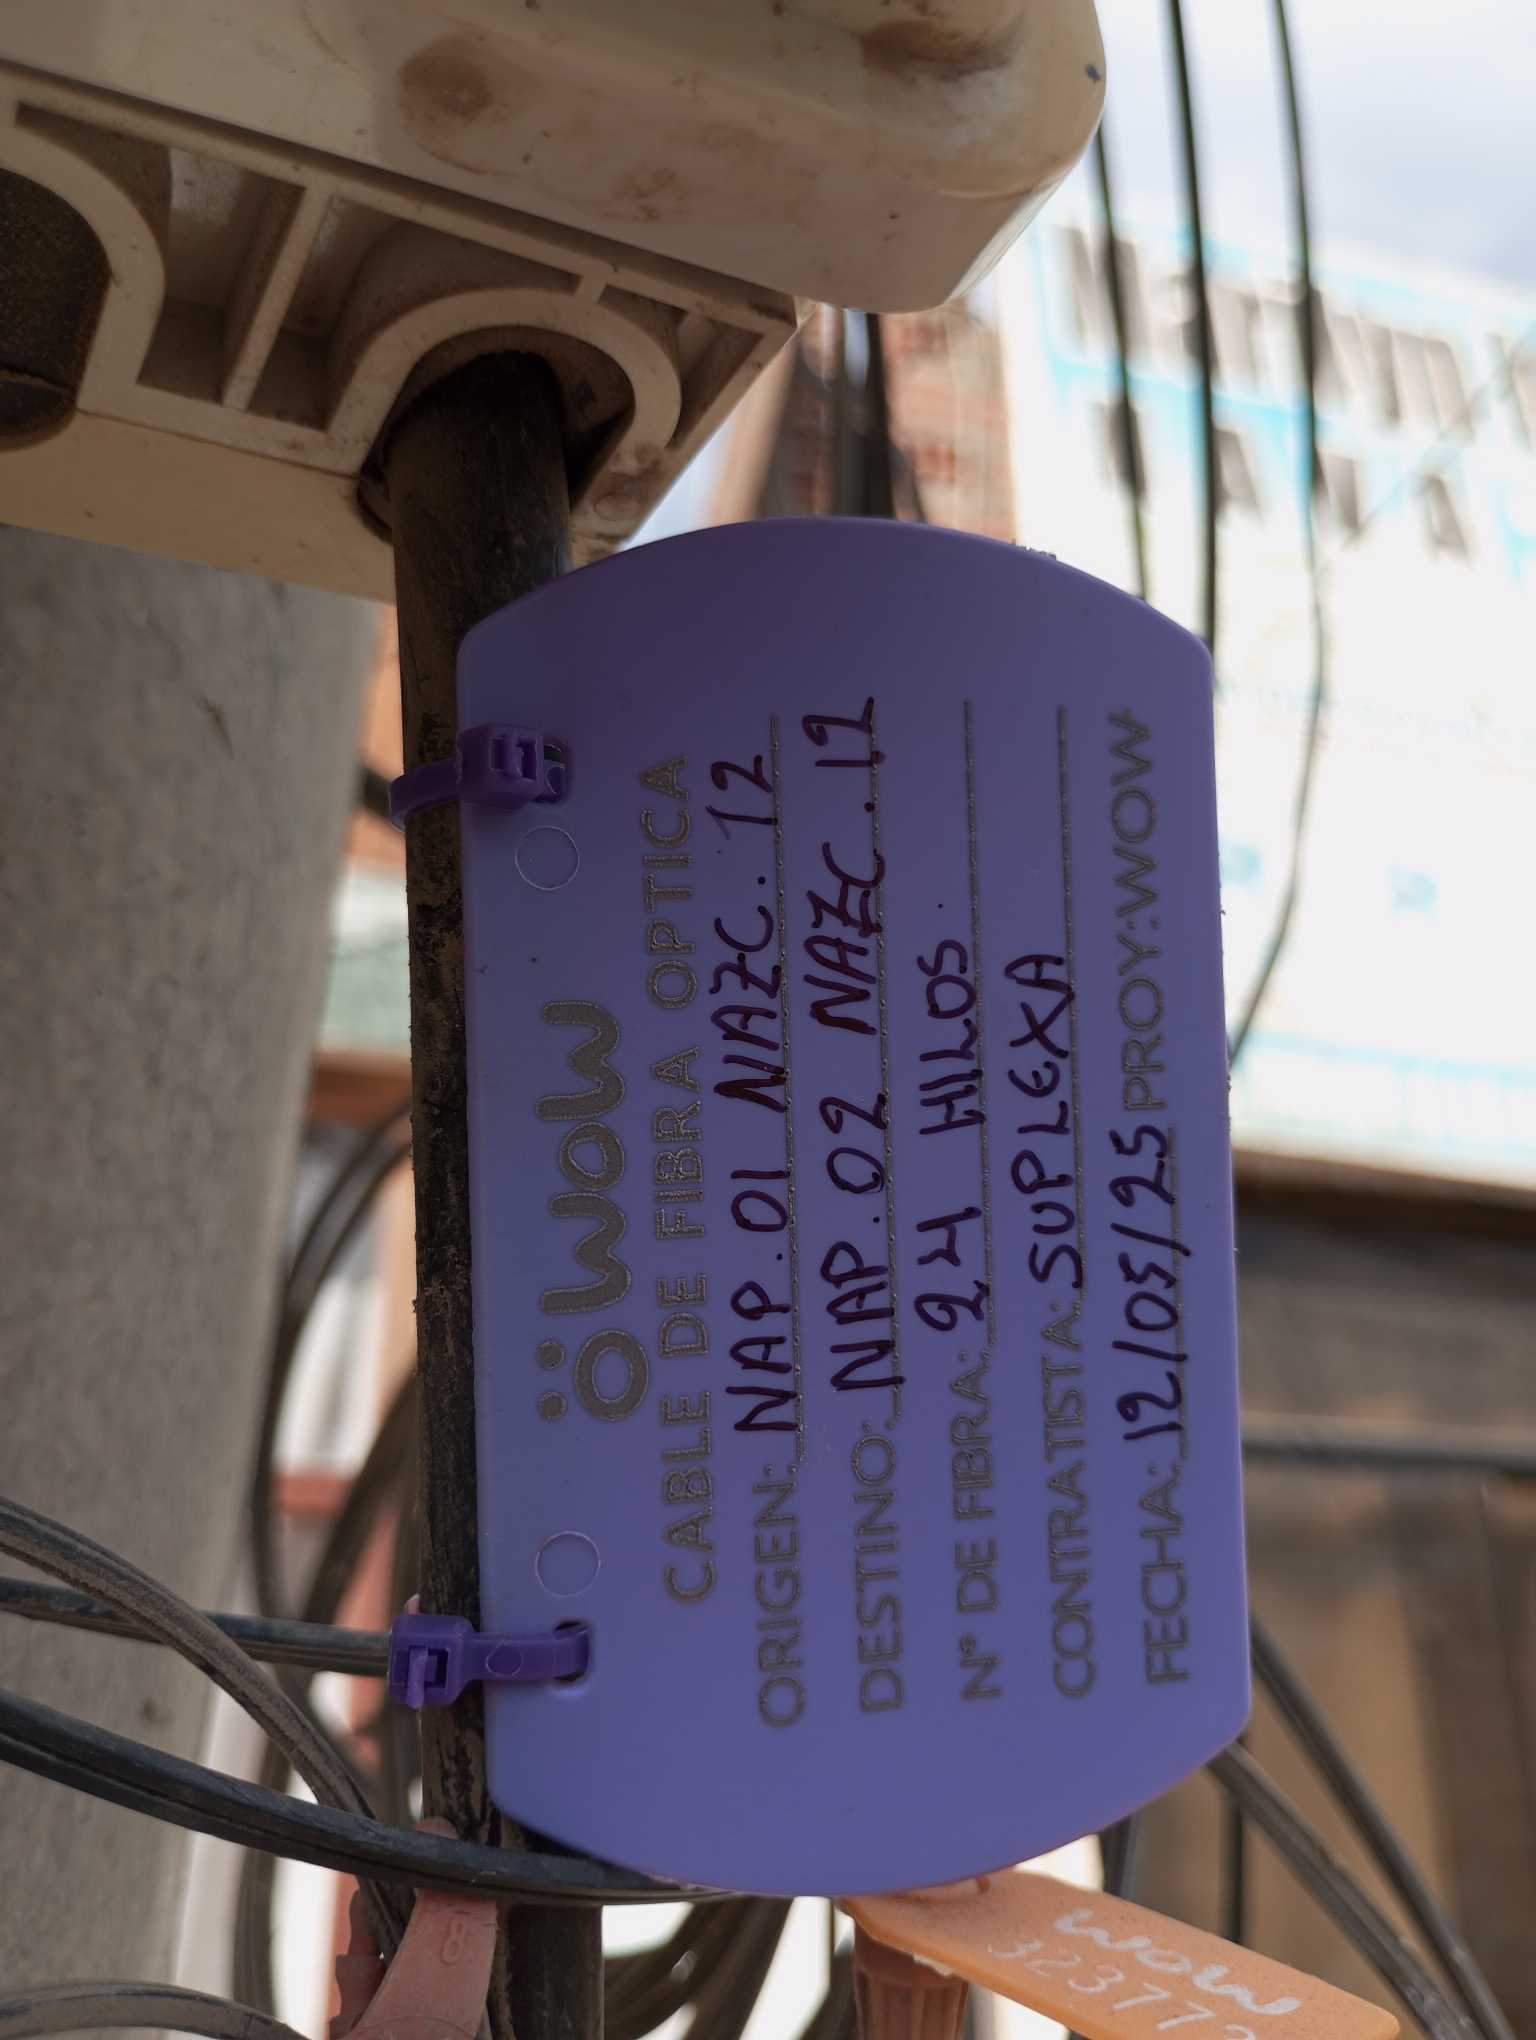 wow
CABLE DE FIBRA OPTICA
ORIGEN: NAP.01 NAZC.12
DESTINO: NAP.02 NAZC.12
N° DE FIBRA: 24 HILOS.
CONTRATISTA: SUPLEXA
FECHA: 12/05/25 PROY:WOW
8
WOW